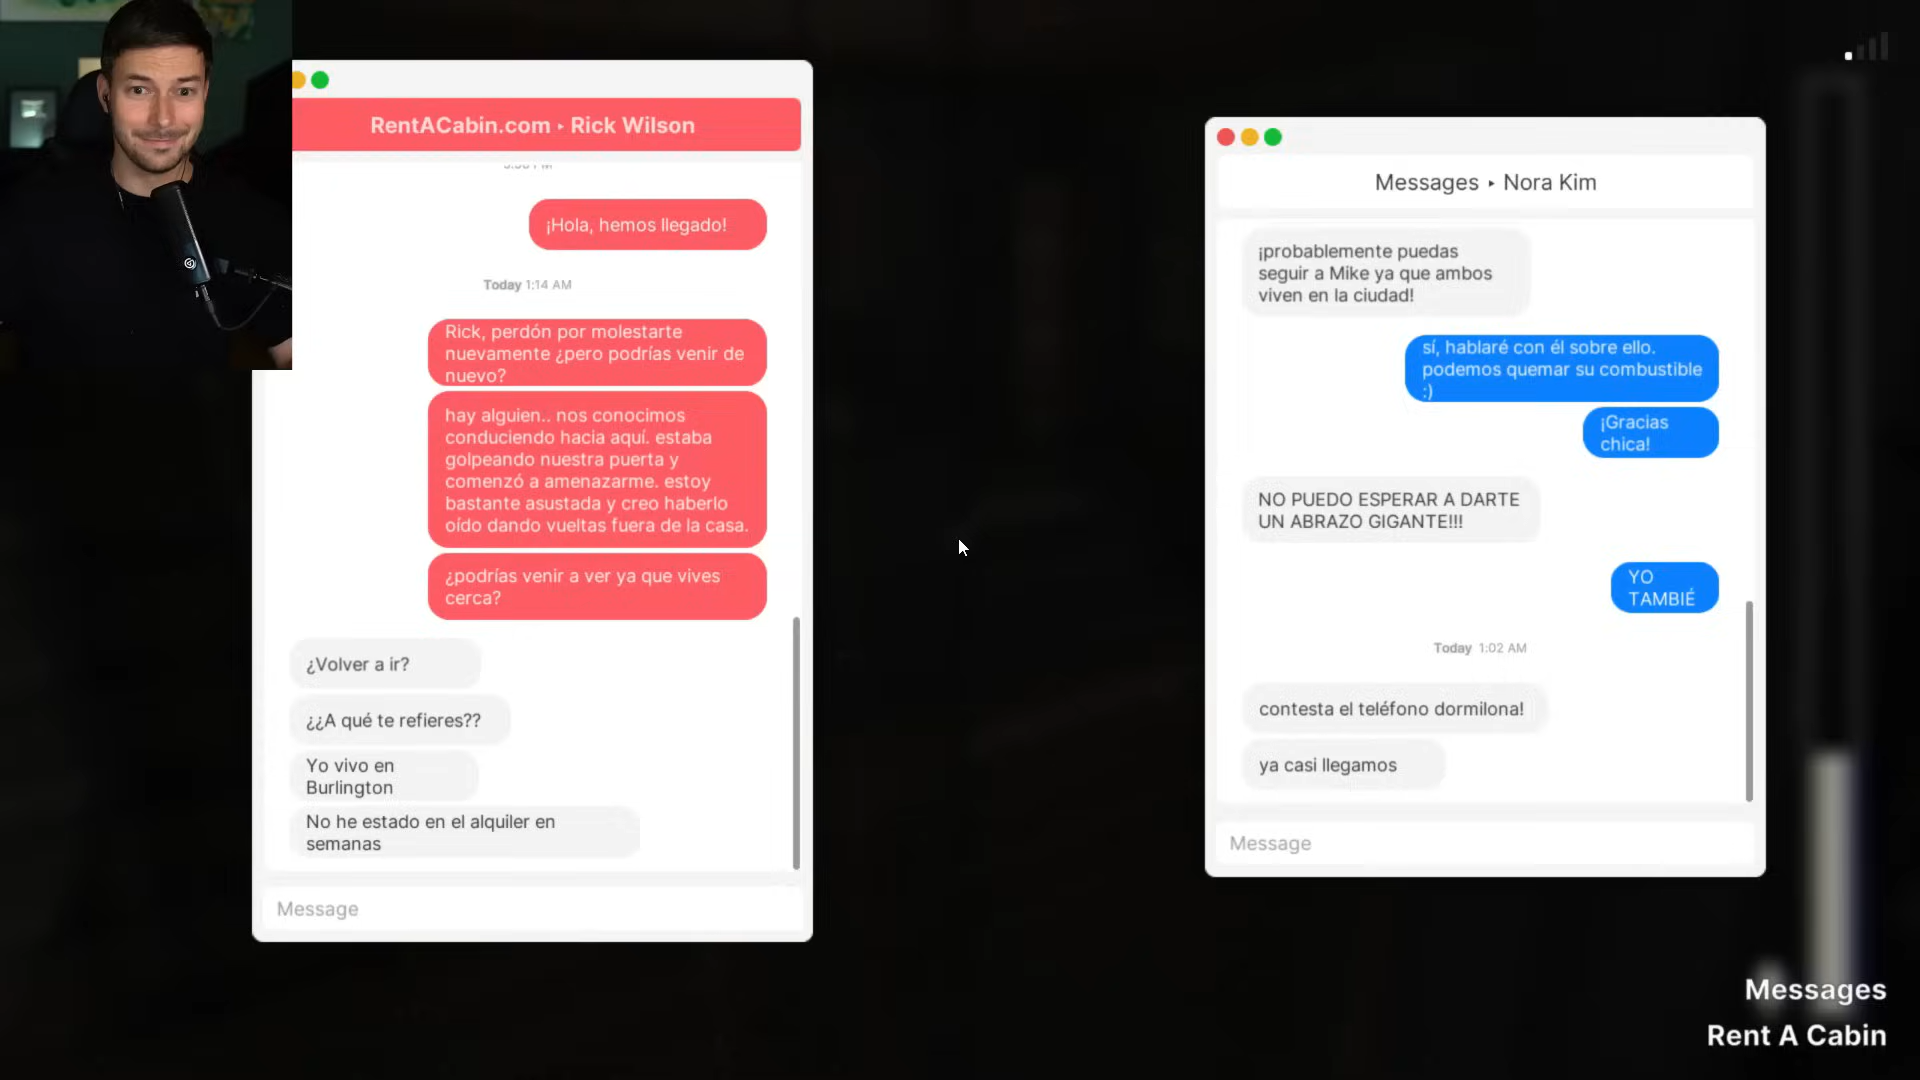 RentACabin.com ‣ Rick Wilson
¡Hola, hemos llegado!
Today 1:14 AM
Rick, perdón por molestarte
nuevamente ¿pero podrías venir de
nuevo?
hay alguien.. nos conocimos
conduciendo hacia aquí. estaba
golpeando nuestra puerta y
comenzó a amenazarme. estoy
bastante asustada y creo haberlo
oído dando vueltas fuera de la casa.
¿podrías venir a ver ya que vives
cerca?
¿Volver a ir?
¿¿A qué te refieres??
Yo vivo en
Burlington
No he estado en el alquiler en
semanas
Message
Messages ‣ Nora Kim
¡probablemente puedas
seguir a Mike ya que ambos
viven en la ciudad!
sí, hablaré con él sobre ello.
podemos quemar su combustible
:)
¡Gracias
chica!
NO PUEDO ESPERAR A DARTE
UN ABRAZO GIGANTE!!!
YO
TAMBIÉ
Today 1:02 AM
contesta el teléfono dormilona!
ya casi llegamos
Message
Messages
Rent A Cabin